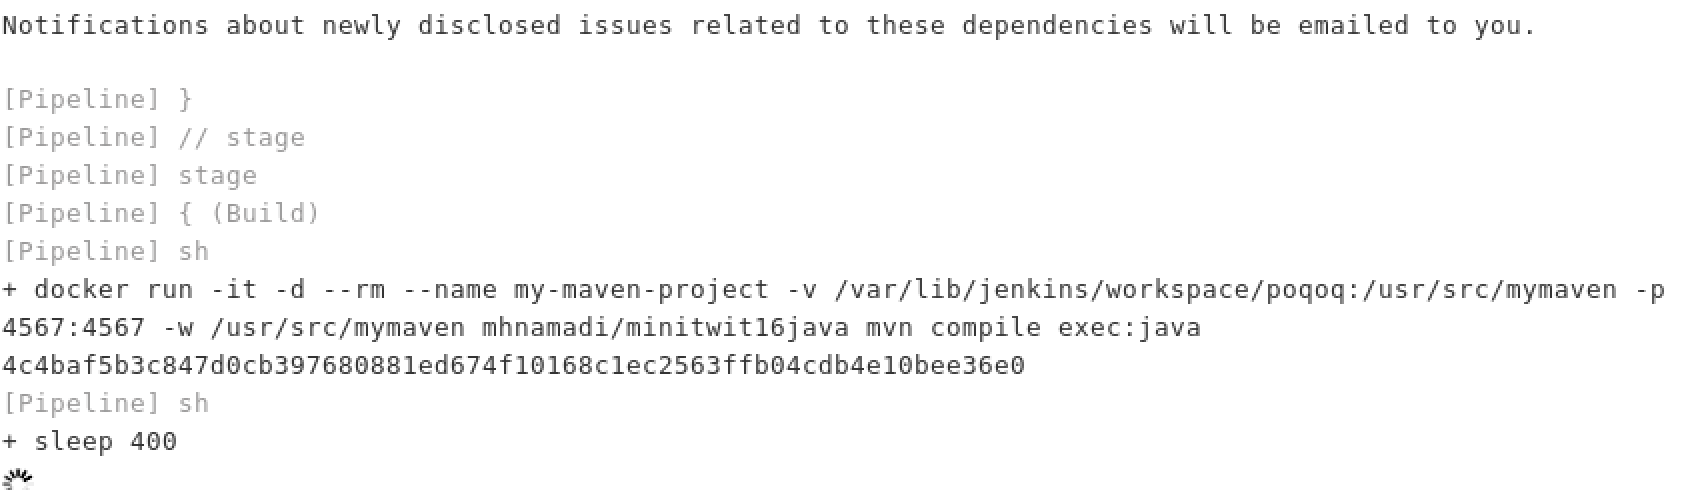 Notifications about newly disclosed issues related to these dependencies will be emailed to you.
[Pipeline] }
[Pipeline] // stage
[Pipeline] stage
[Pipeline] { (Build)
[Pipeline] sh
+ docker run -it -d --rm --name my-maven-project -v /var/lib/jenkins/workspace/poqoq:/usr/src/mymaven -p
4567:4567 -w /usr/src/mymaven mhnamadi/minitwit16java mvn compile exec:java
4c4baf5b3c847d0cb397680881ed674f10168c1ec2563ffb04cdb4e10bee36e0
[Pipeline] sh
+ sleep 400